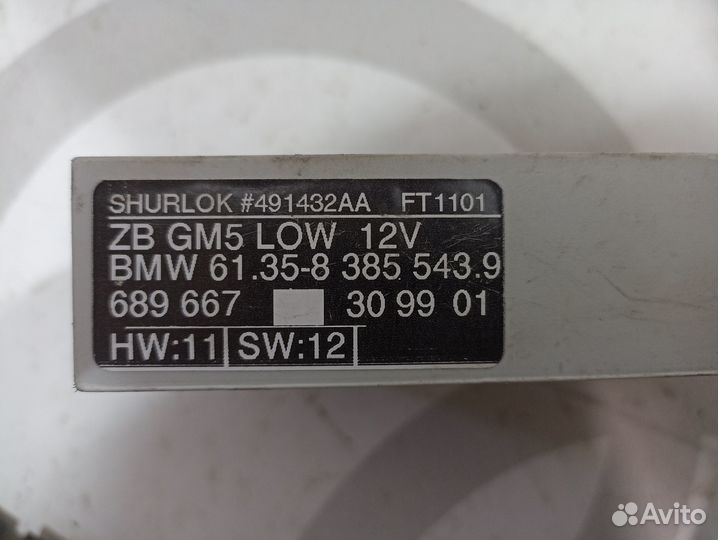 SHURLOK #491432AA FT1101
ZB GM5 LOW 12V
BMW 61.35-8 385 543.9
689 667 30 99 01
HW:11 SW:12
Avito